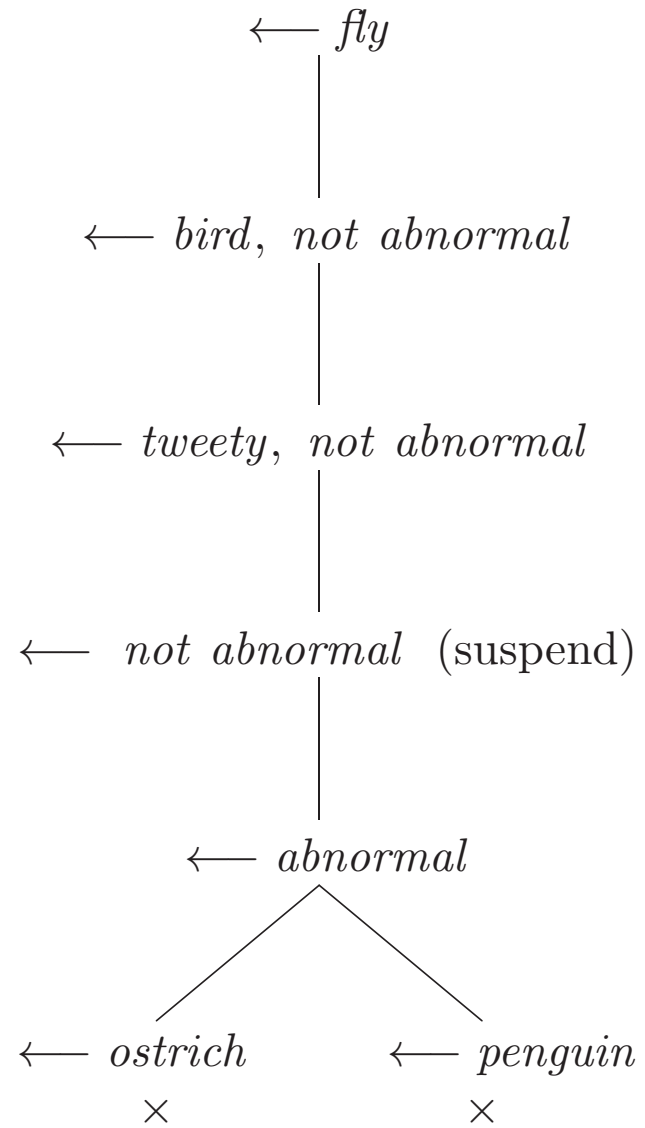 ⟵ fly
⟵ bird, not abnormal
⟵ tweety, not abnormal
⟵ not abnormal (suspend)
⟵ abnormal
⟵ ostrich ⟵ penguin
× ×